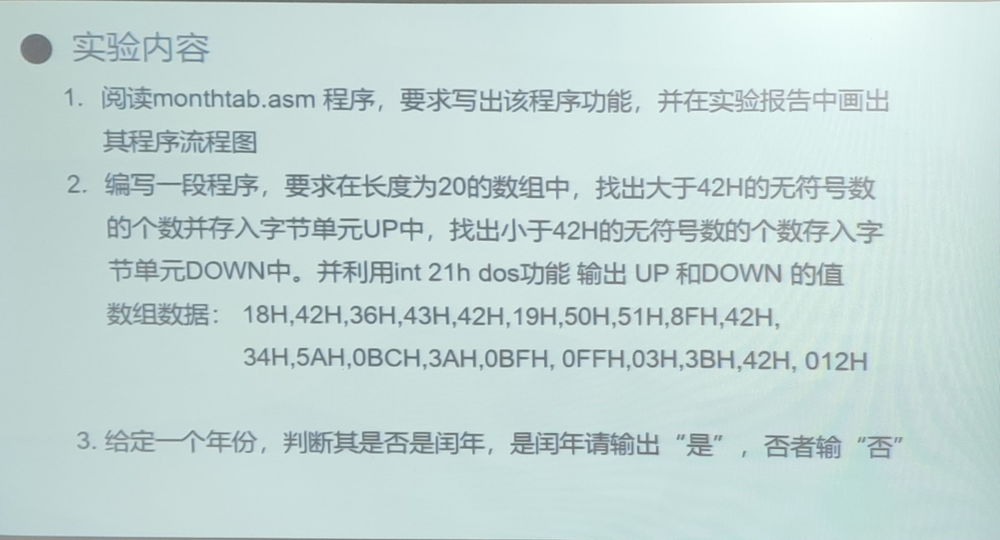 实验内容
1. 阅读monthtab.asm 程序，要求写出该程序功能，并在实验报告中画出
其程序流程图
2. 编写一段程序，要求在长度为20的数组中，找出大于42H的无符号数
的个数并存入字节单元UP中，找出小于42H的无符号数的个数存入字
节单元DOWN中。并利用int 21h dos功能 输出 UP 和DOWN 的值
数组数据： 18H,42H,36H,43H,42H,19H,50H,51H,8FH,42H,
34H,5AH,0BCH,3AH,0BFH, 0FFH,03H,3BH,42H, 012H
3. 给定一个年份，判断其是否是闰年，是闰年请输出“是”，否者输“否”